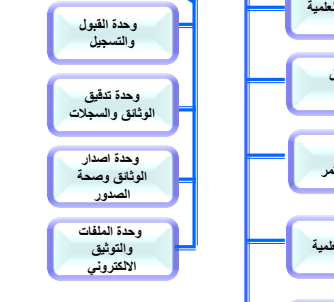 وحدة القبول
والتسجيل
وحدة تدقيق
الوثائق والسجلات
وحدة اصدار
الوثائق وصحة
الصدور
وحدة الملفات
والتوثيق
الالكتروني